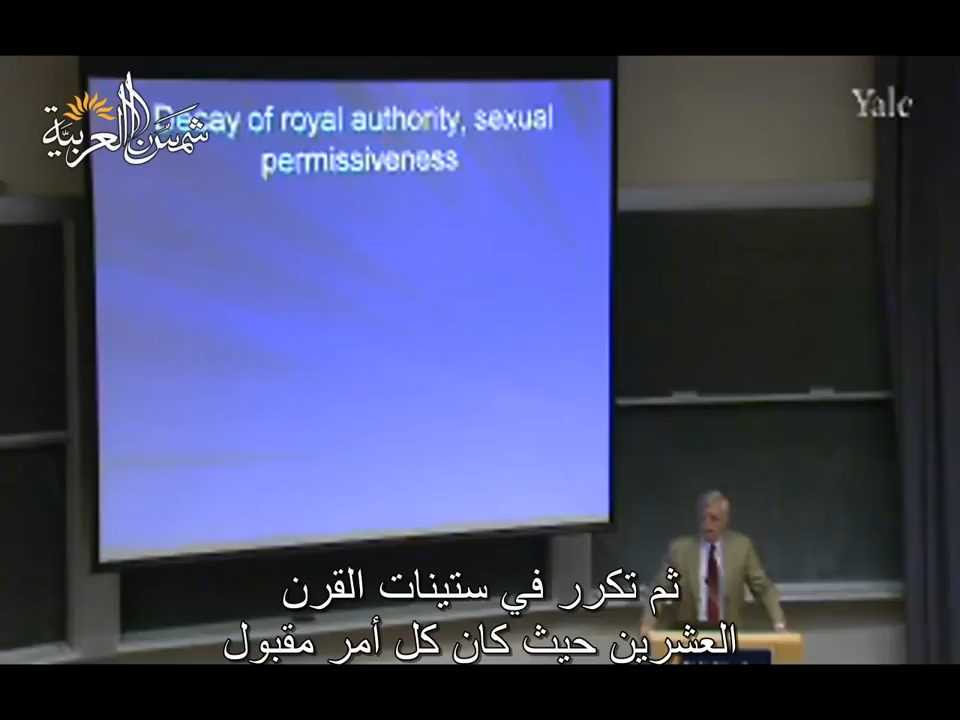 شمس العربية
Yale
Decay of royal authority, sexual
permissiveness
ثم تكرر في ستينات القرن
العشرين حيث كان كل أمر مقبول